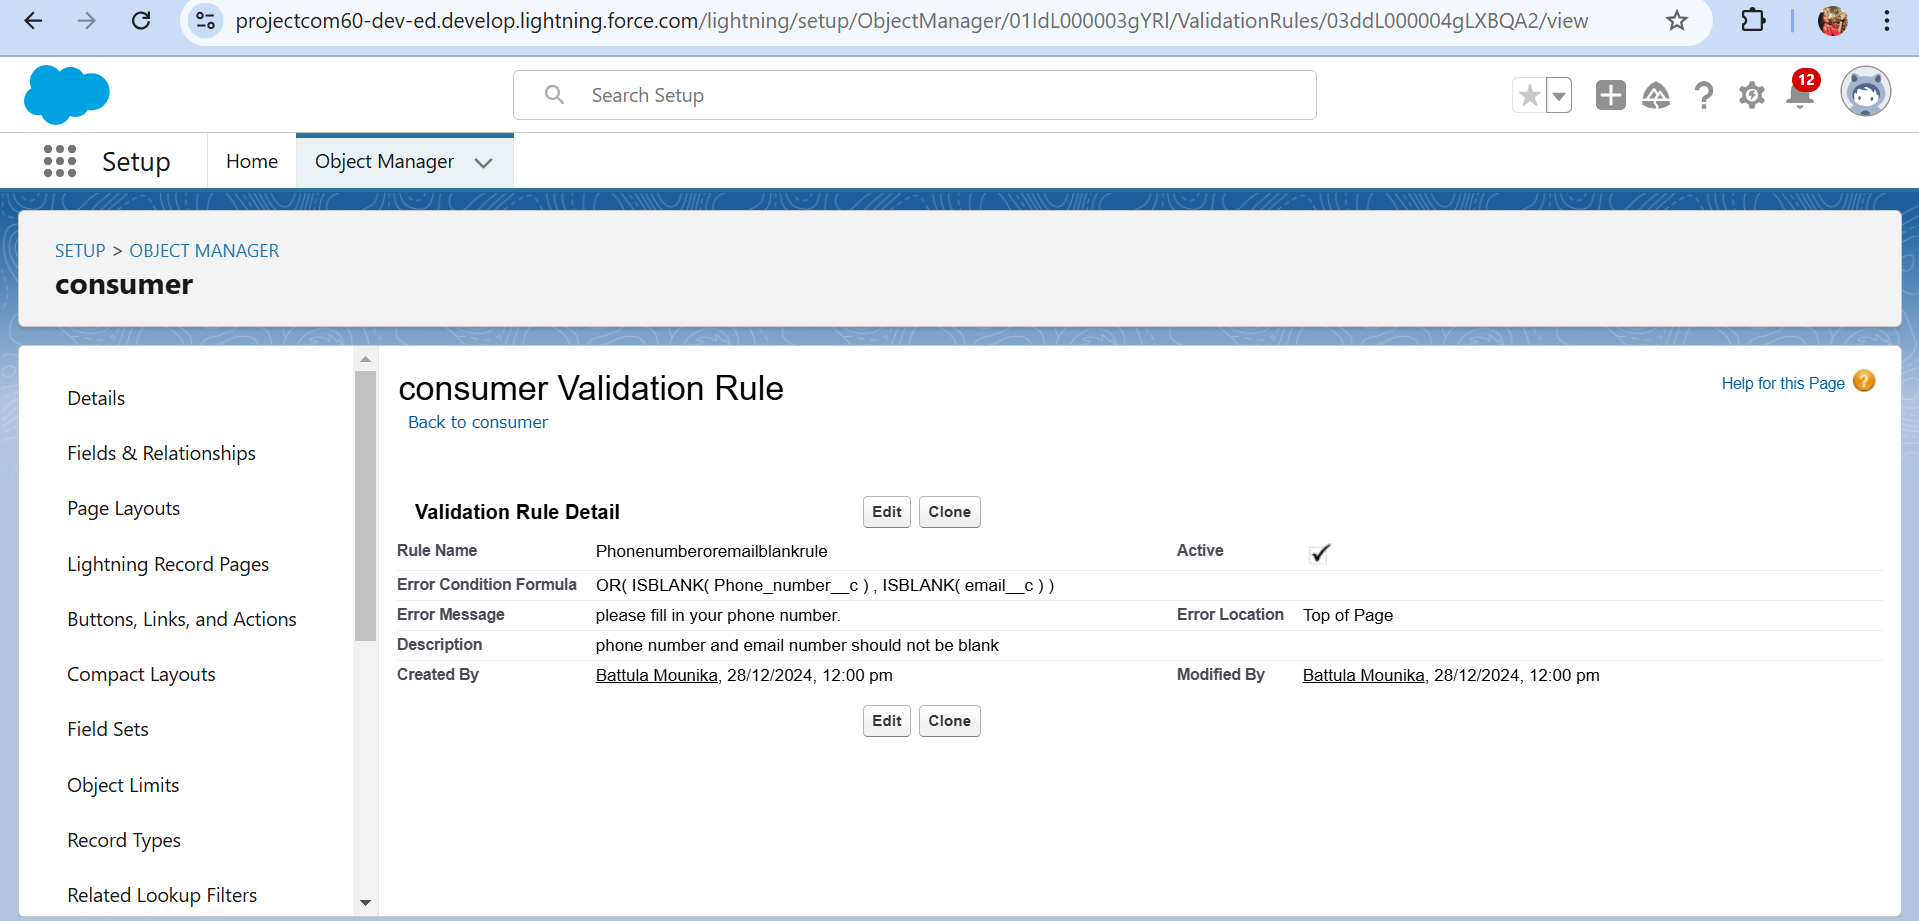 projectcom60-dev-ed.develop.lightning.force.com/lightning/setup/ObjectManager/01IdL000003gYRl/ValidationRules/03ddL000004gLXBQA2/view
Search Setup
12
Setup
Home
Object Manager
SETUP > OBJECT MANAGER
consumer
Details
Fields & Relationships
Page Layouts
Lightning Record Pages
Buttons, Links, and Actions
Compact Layouts
Field Sets
Object Limits
Record Types
Related Lookup Filters
consumer Validation Rule
Help for this Page ?
Back to consumer
Validation Rule Detail Edit Clone
Rule Name Phonenumberoremailblankrule Active
Error Condition Formula OR( ISBLANK( Phone_number__c ) , ISBLANK( email__c ) )
Error Message please fill in your phone number. Error Location Top of Page
Description phone number and email number should not be blank
Created By Battula Mounika, 28/12/2024, 12:00 pm Modified By Battula Mounika, 28/12/2024, 12:00 pm
Edit Clone